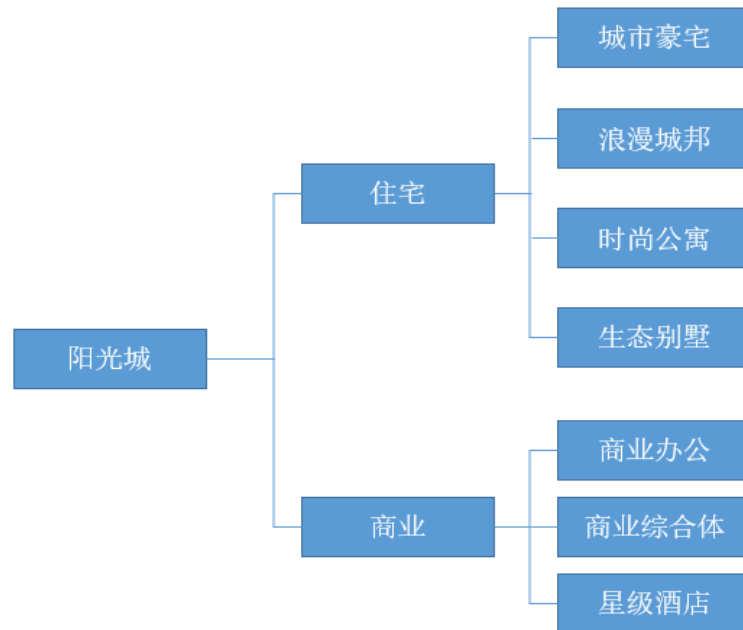 阳光城
住宅
城市豪宅
浪漫城邦
时尚公寓
生态别墅
商业
商业办公
商业综合体
星级酒店